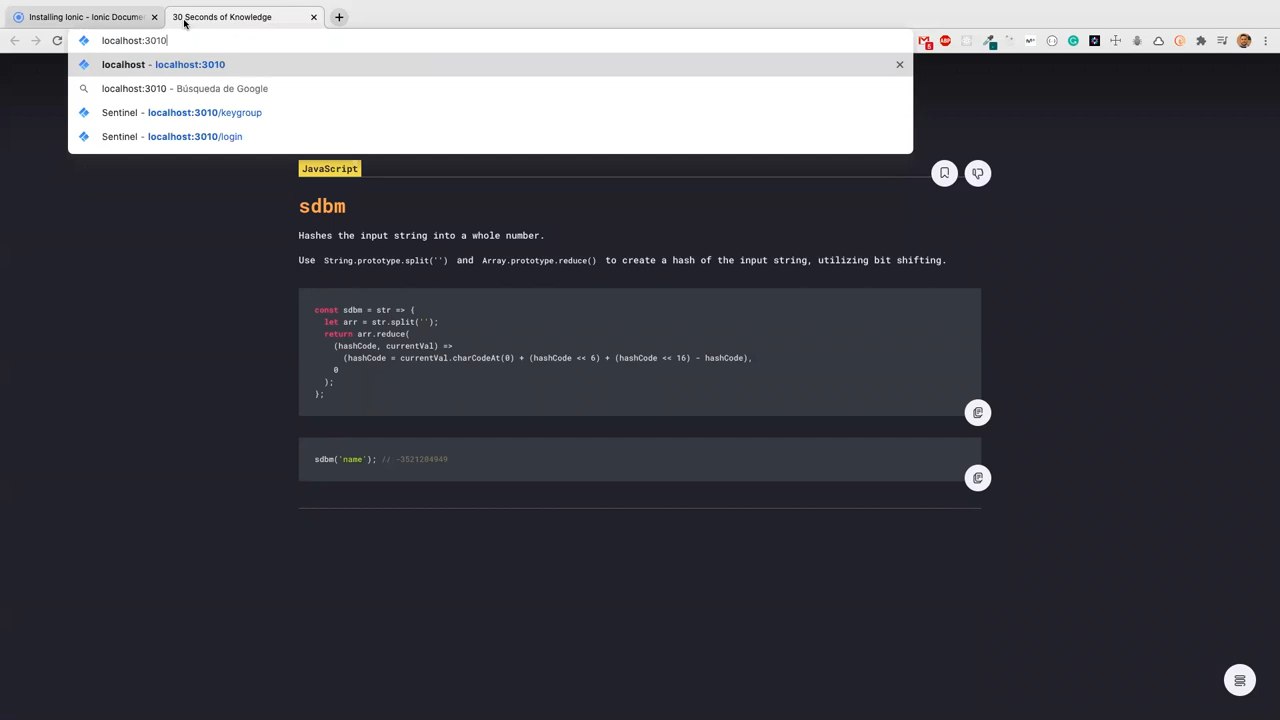 Installing Ionic - Ionic Docume
30 Seconds of Knowledge
localhost:3010
localhost - localhost:3010
localhost:3010 - Búsqueda de Google
Sentinel - localhost:3010/keygroup
Sentinel - localhost:3010/login
JavaScript
sdbm
Hashes the input string into a whole number.
Use String.prototype.split('') and Array.prototype.reduce() to create a hash of the input string, utilizing bit shifting.
const sdbm = str => {
let arr = str.split('');
return arr.reduce(
(hashCode, currentVal) =>
(hashCode = currentVal.charCodeAt(0) + (hashCode << 6) + (hashCode << 16) - hashCode),
0
);
};
sdbm('name'); // -3521204949